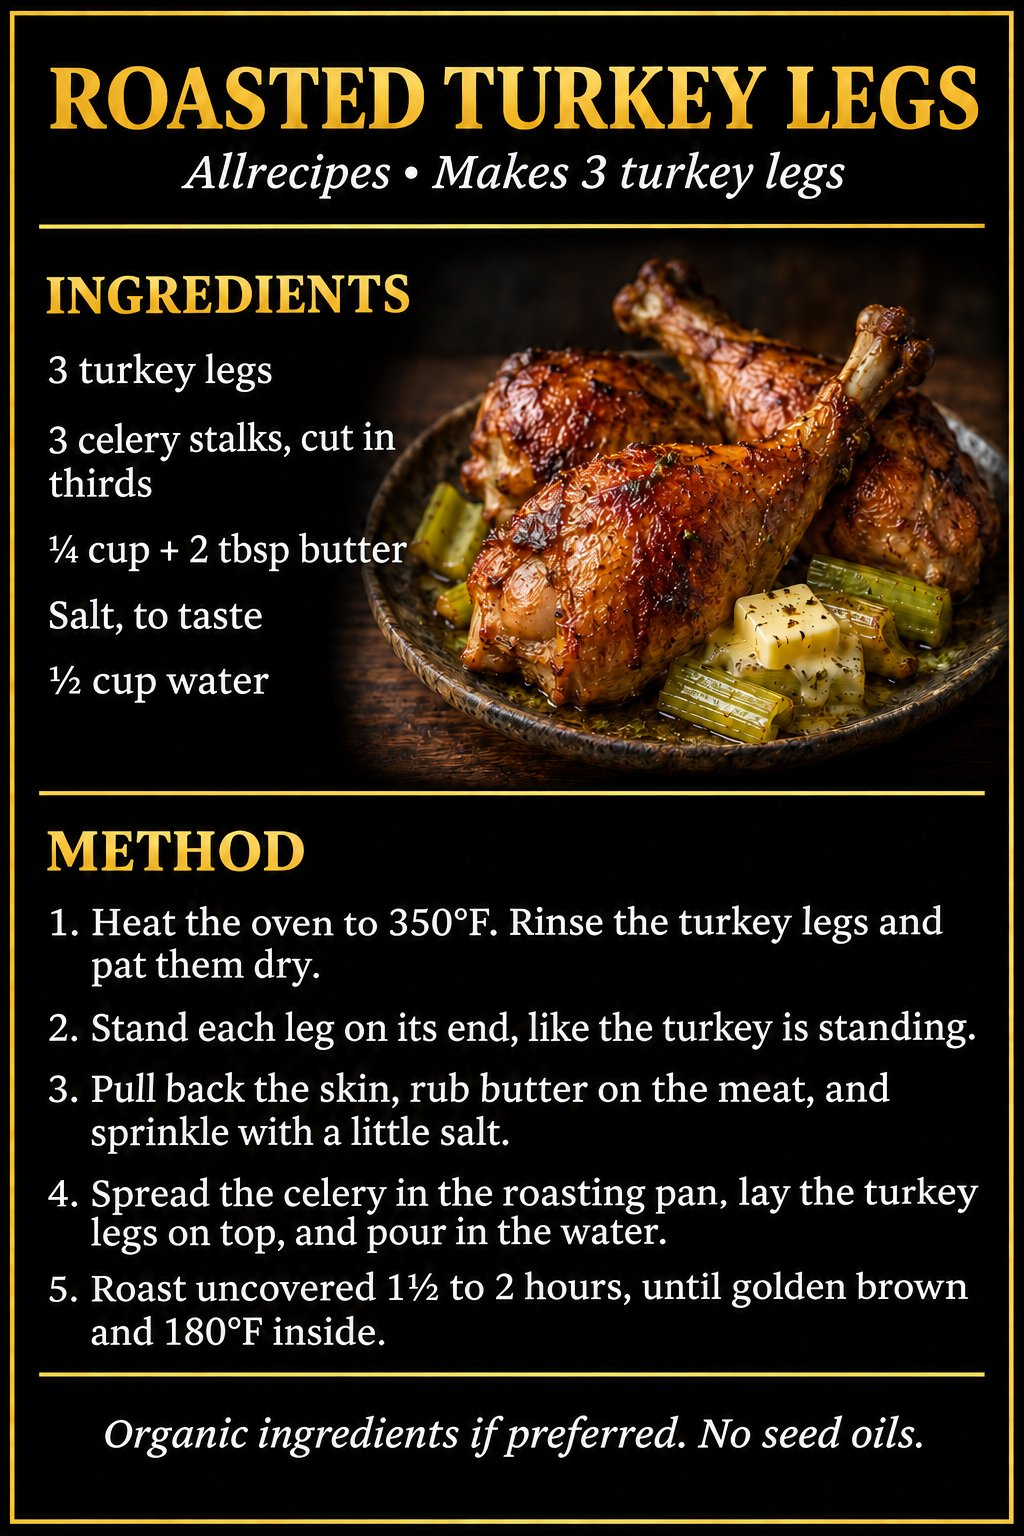 ROASTED TURKEY LEGS
Allrecipes • Makes 3 turkey legs
INGREDIENTS
3 turkey legs
3 celery stalks, cut in
thirds
¼ cup + 2 tbsp butter
Salt, to taste
½ cup water
METHOD
1. Heat the oven to 350°F. Rinse the turkey legs and
pat them dry.
2. Stand each leg on its end, like the turkey is standing.
3. Pull back the skin, rub butter on the meat, and
sprinkle with a little salt.
4. Spread the celery in the roasting pan, lay the turkey
legs on top, and pour in the water.
5. Roast uncovered 1½ to 2 hours, until golden brown
and 180°F inside.
Organic ingredients if preferred. No seed oils.